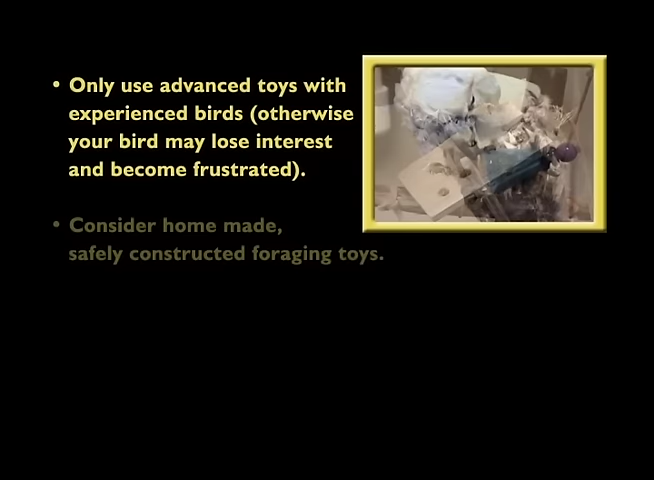 • Only use advanced toys with
experienced birds (otherwise
your bird may lose interest
and become frustrated).
• Consider home made,
safely constructed foraging toys.